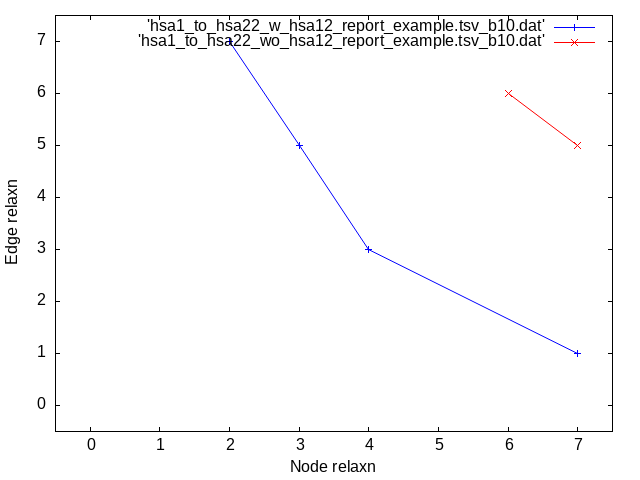 'hsa1_to_hsa22_w_hsa12_report_example.tsv_b10.dat'
'hsa1_to_hsa22_wo_hsa12_report_example.tsv_b10.dat'
7
6
5
4
3
2
1
0
Edge relaxn
0 1 2 3 4 5 6 7
Node relaxn